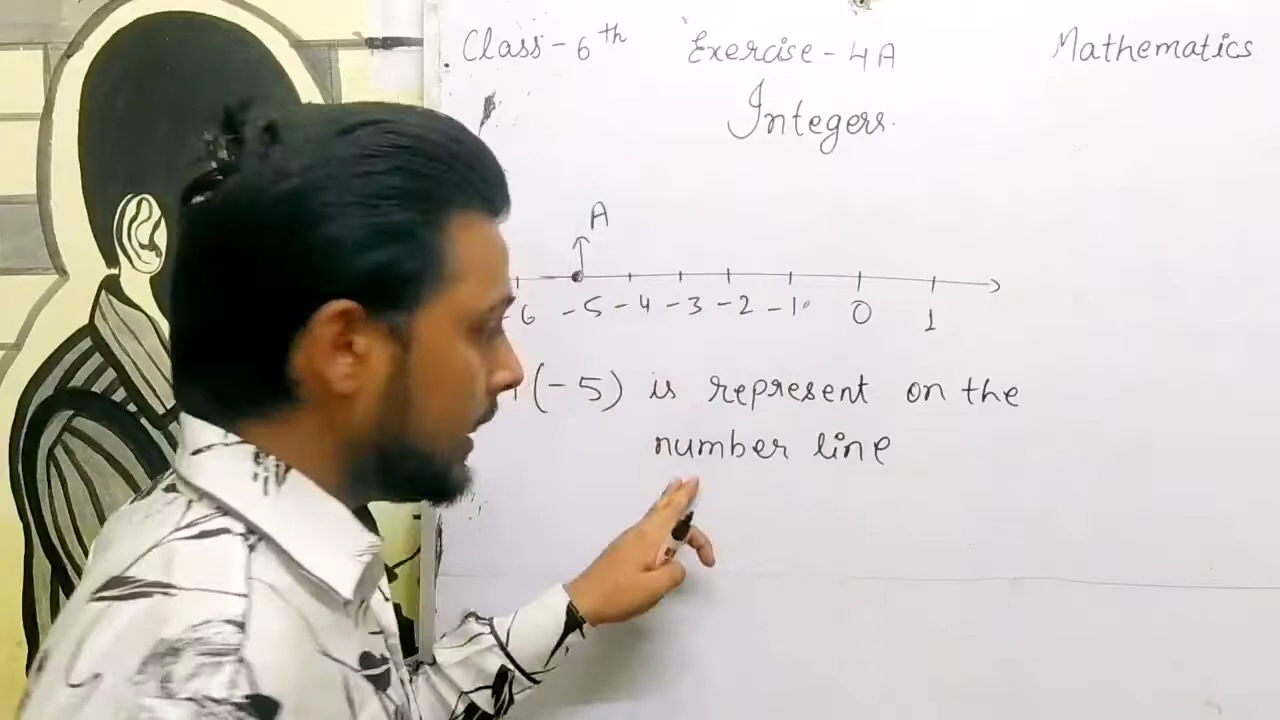 Class - 6th Exercise - 4A Mathematics
Integers.
A
-6 -5 -4 -3 -2 -1 0 1
(-5) is represent on the
number line